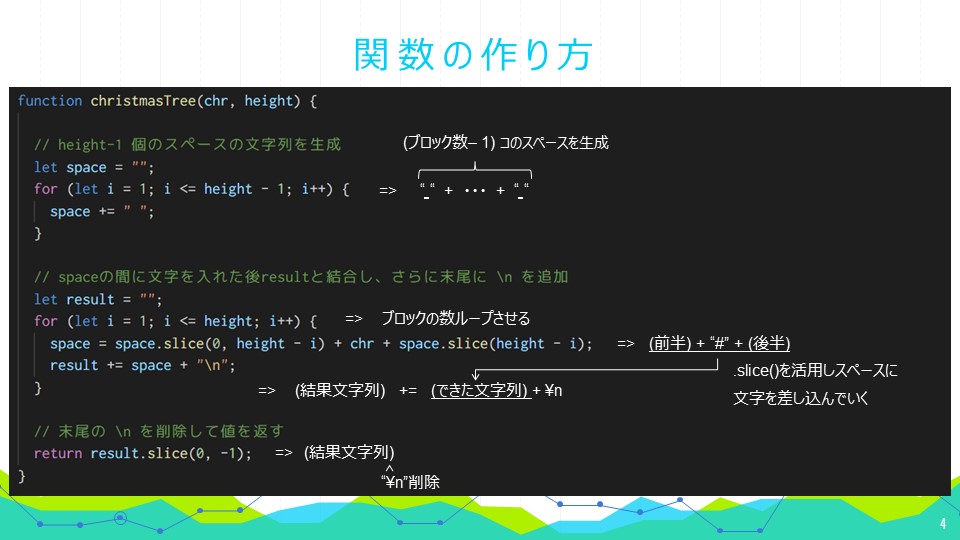 関数の作り方
function christmasTree(chr, height) {
// height-1 個のスペースの文字列を生成
(ブロック数– 1) コのスペースを生成
let space = "";
for (let i = 1; i <= height - 1; i++) {
=> “ “ + ・・・ + “ “
space += " ";
}
// spaceの間に文字を入れた後resultと結合し、さらに末尾に \n を追加
let result = "";
for (let i = 1; i <= height; i++) {
=> ブロックの数ループさせる
space = space.slice(0, height - i) + chr + space.slice(height - i);
=> (前半) + “#” + (後半)
result += space + "\n";
.slice()を活用しスペースに
文字を差し込んでいく
}
=> (結果文字列) += (できた文字列) + ¥n
// 末尾の \n を削除して値を返す
return result.slice(0, -1);
=> (結果文字列)
“¥n”削除
}
4